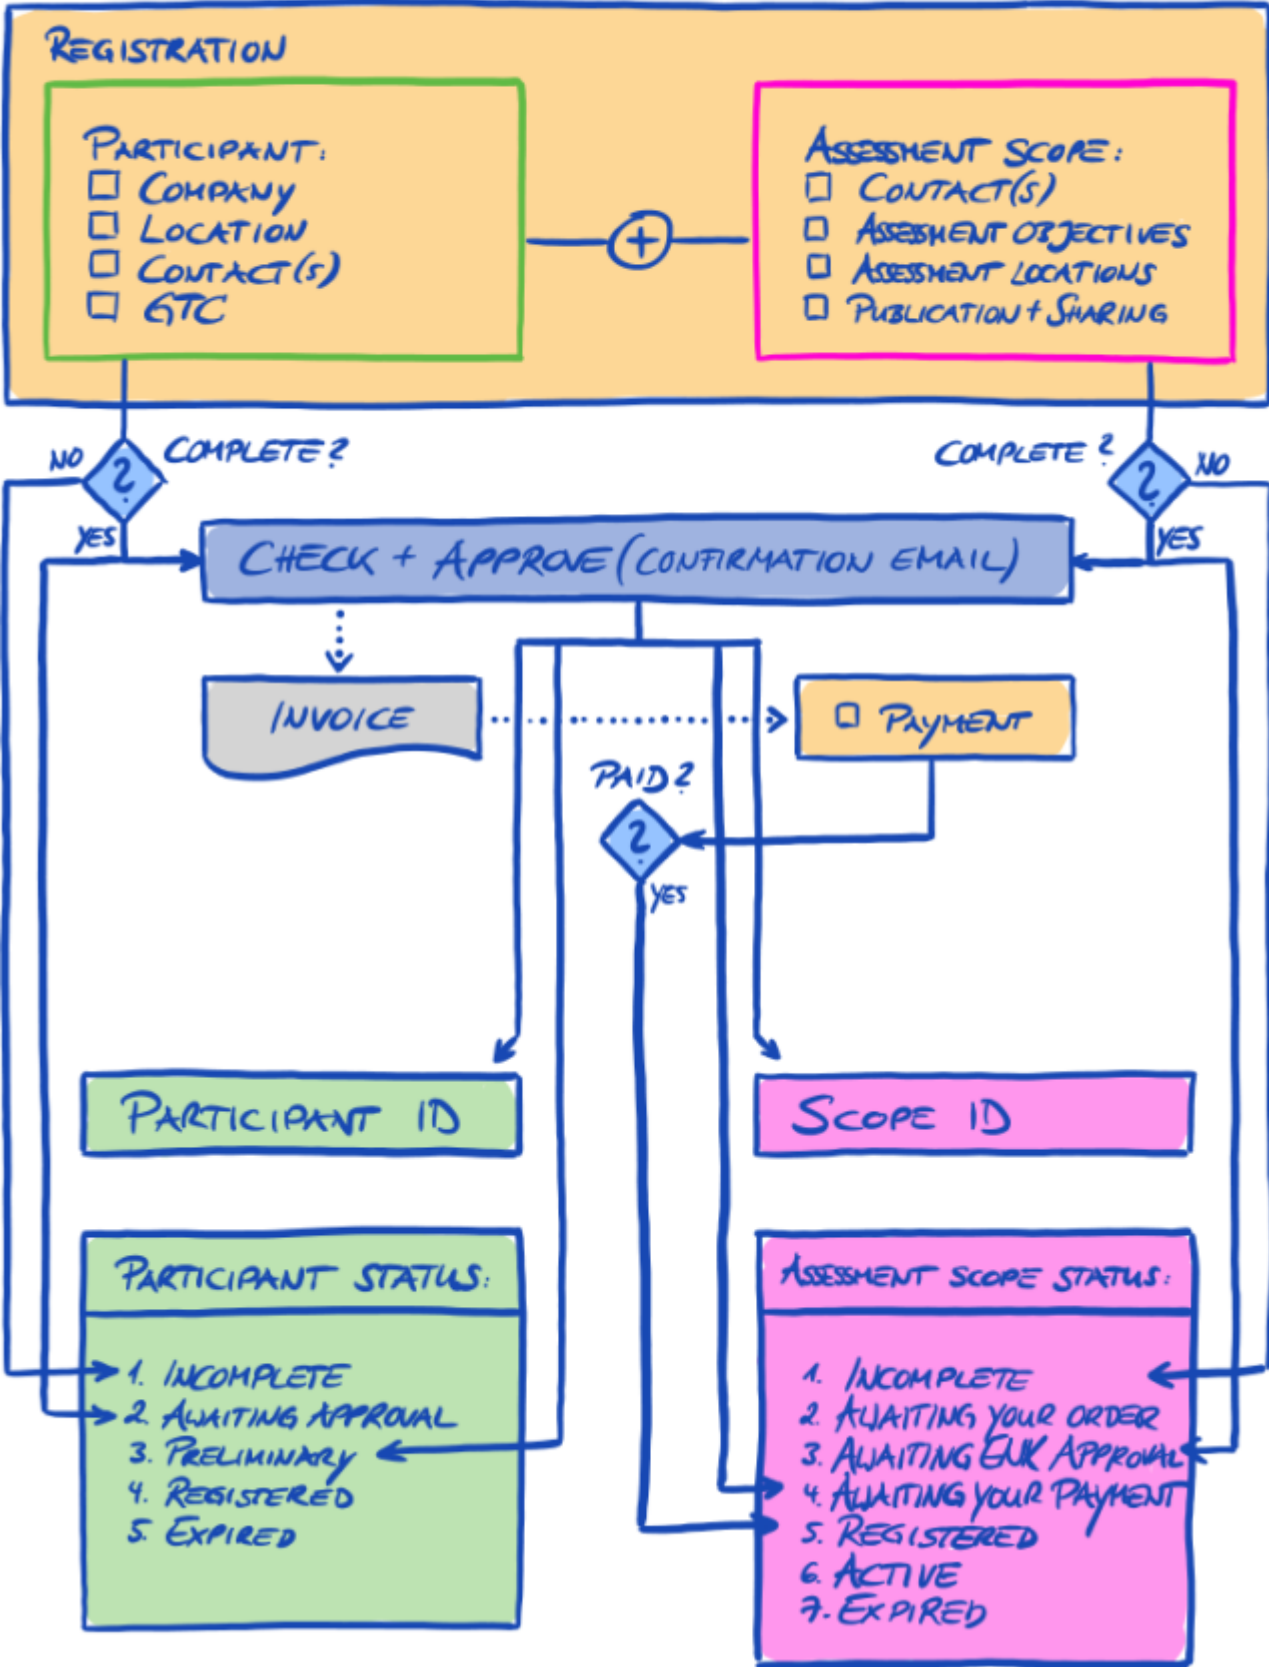 REGISTRATION
PARTICIPANT:
COMPANY
LOCATION
CONTACT(S)
GTC
+
ASSESSMENT SCOPE:
CONTACT(S)
ASSESSMENT OBJECTIVES
ASSESSMENT LOCATIONS
PUBLICATION + SHARING
NO
?
COMPLETE?
YES
COMPLETE?
?
NO
YES
CHECK + APPROVE (CONFIRMATION EMAIL)
INVOICE
PAYMENT
PAID?
?
YES
PARTICIPANT ID
SCOPE ID
PARTICIPANT STATUS:
1. INCOMPLETE
2. AWAITING APPROVAL
3. PRELIMINARY
4. REGISTERED
5. EXPIRED
ASSESSMENT SCOPE STATUS:
1. INCOMPLETE
2. AWAITING YOUR ORDER
3. AWAITING ENX APPROVAL
4. AWAITING YOUR PAYMENT
5. REGISTERED
6. ACTIVE
7. EXPIRED